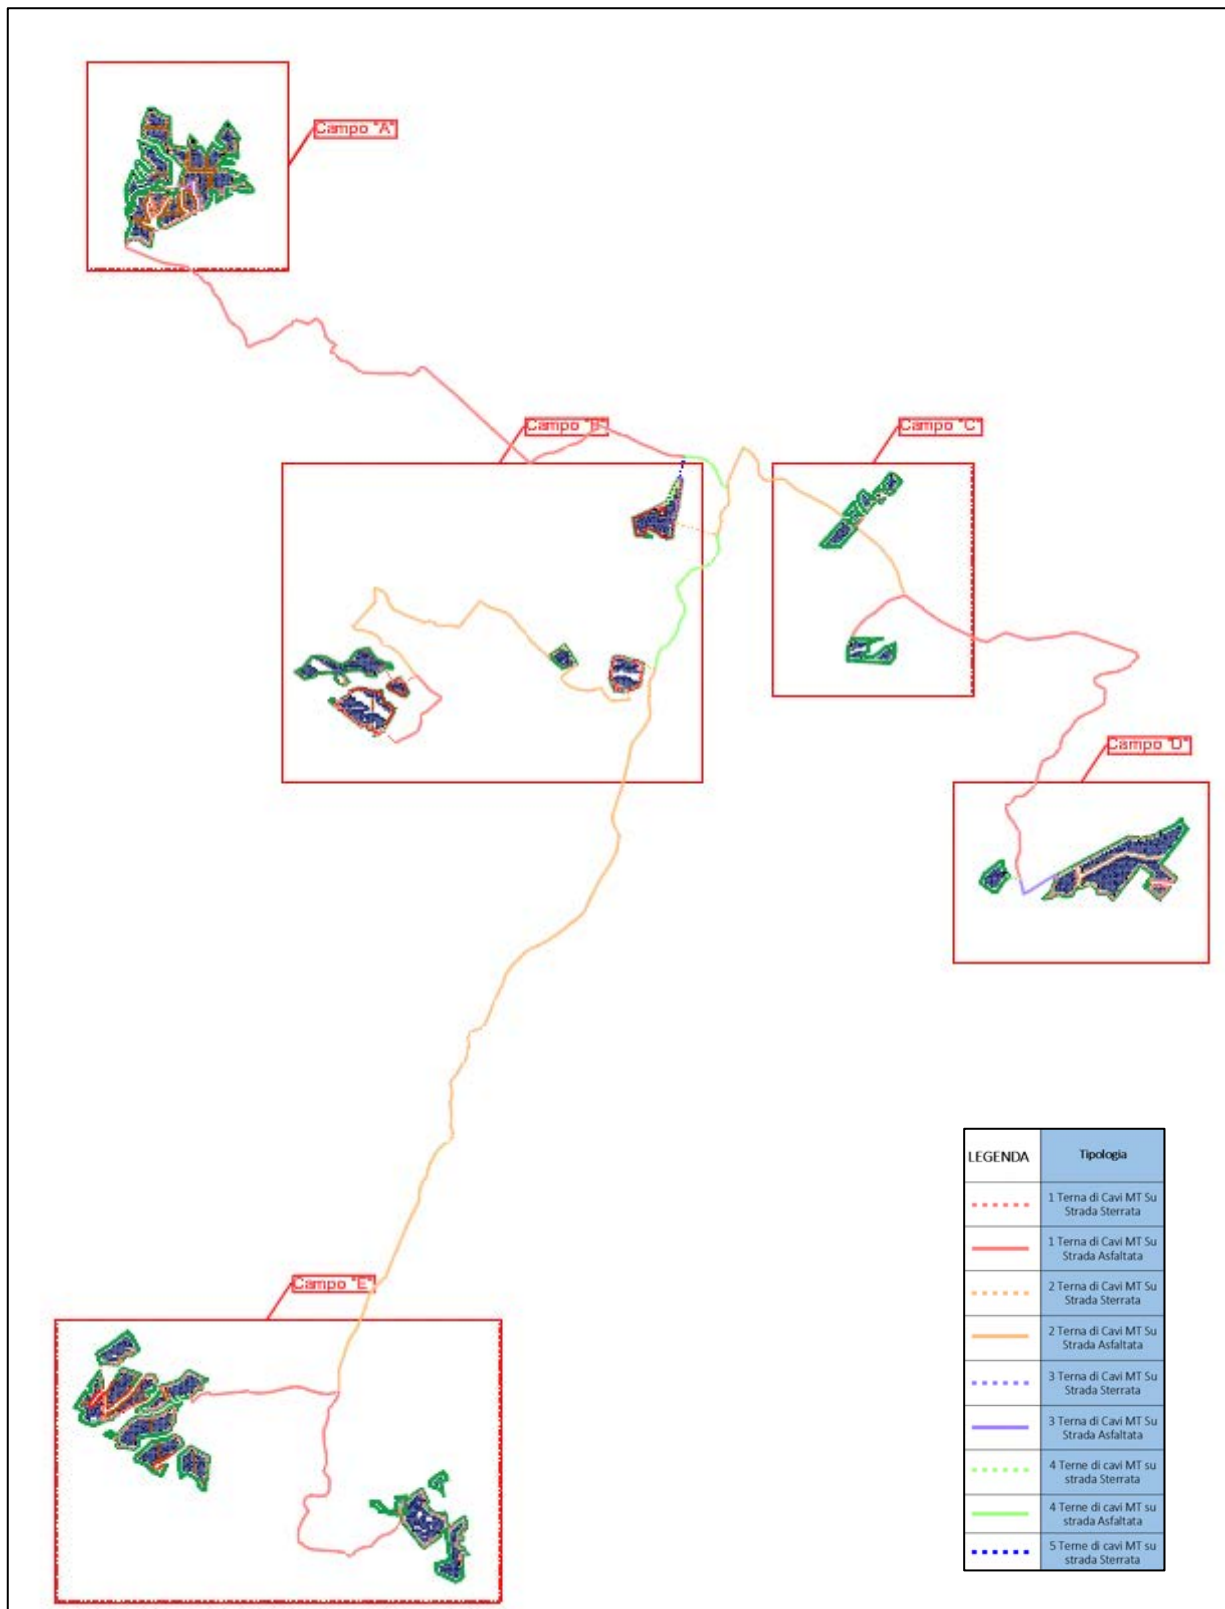 Campo "A"
Campo "B"
Campo "C"
Campo "D"
Campo "E"
LEGENDA
Tipologia
1 Terna di Cavi MT Su
Strada Sterrata
1 Terna di Cavi MT Su
Strada Asfaltata
2 Terna di Cavi MT Su
Strada Sterrata
2 Terna di Cavi MT Su
Strada Asfaltata
3 Terna di Cavi MT Su
Strada Sterrata
3 Terna di Cavi MT Su
Strada Asfaltata
4 Terne di cavi MT su
strada Sterrata
4 Terne di cavi MT su
strada Asfaltata
5 Terne di cavi MT su
strada Sterrata